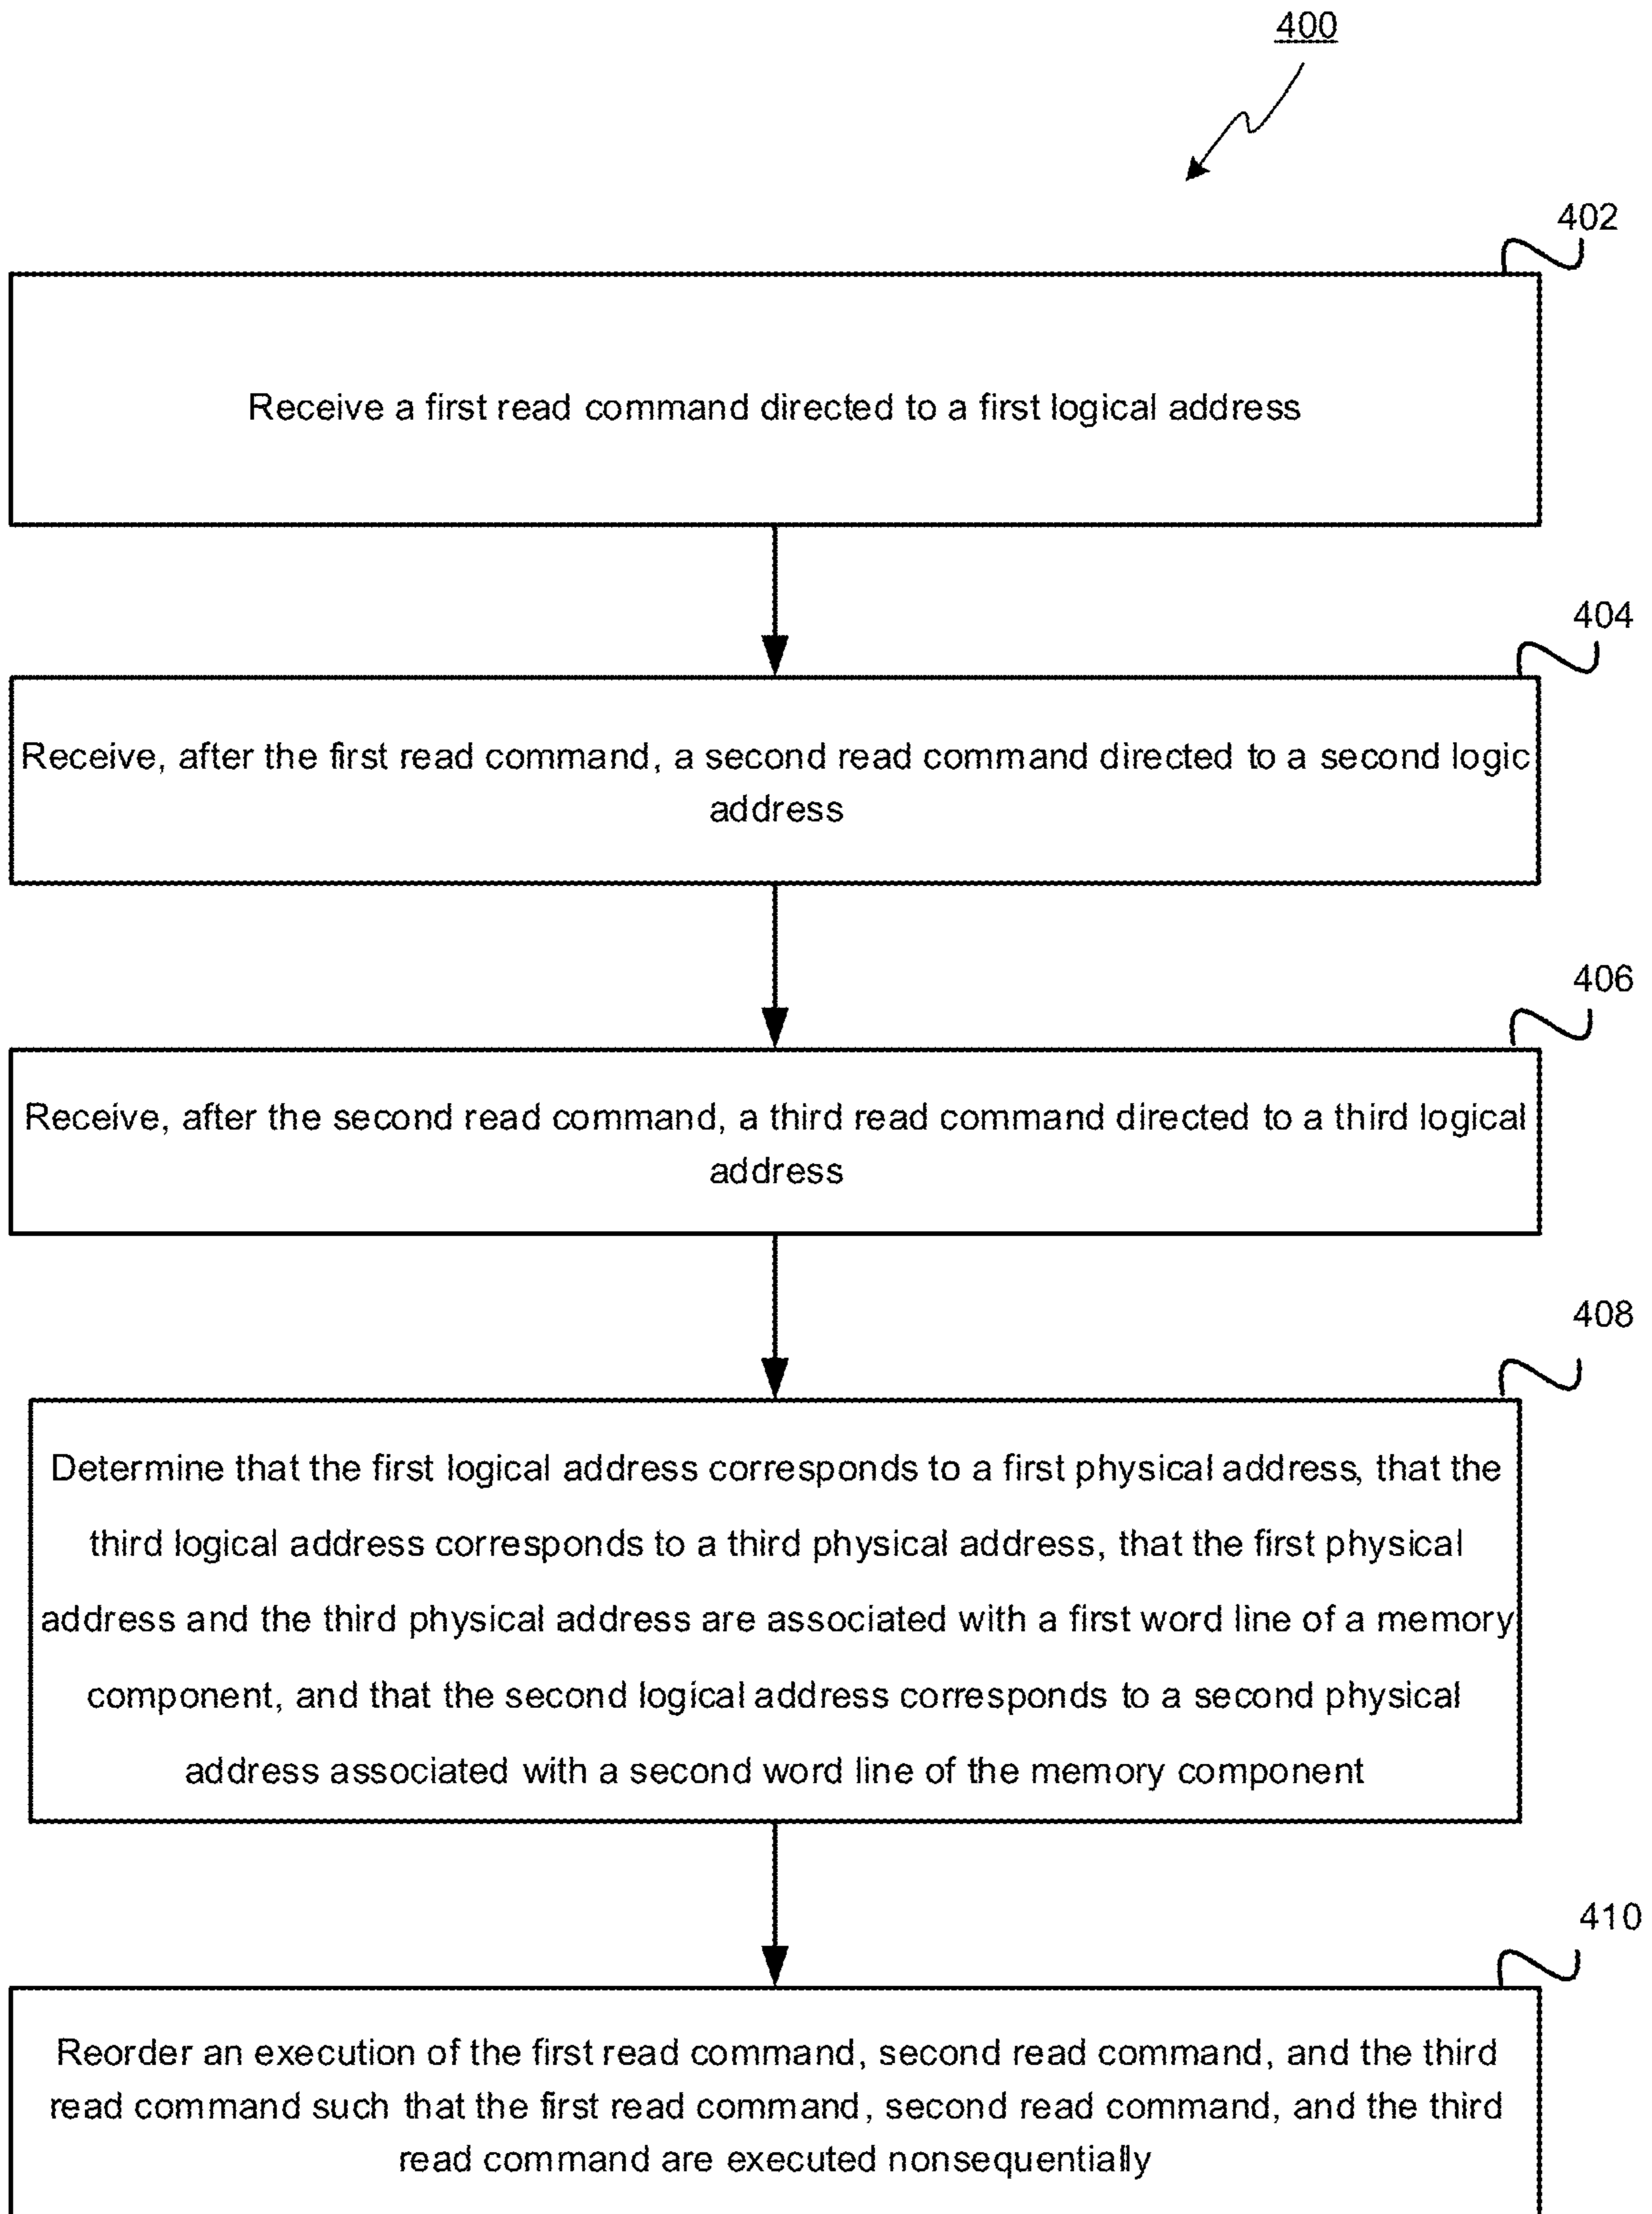 400
402
Receive a first read command directed to a first logical address
404
Receive, after the first read command, a second read command directed to a second logic
address
406
Receive, after the second read command, a third read command directed to a third logical
address
408
Determine that the first logical address corresponds to a first physical address, that the
third logical address corresponds to a third physical address, that the first physical
address and the third physical address are associated with a first word line of a memory
component, and that the second logical address corresponds to a second physical
address associated with a second word line of the memory component
410
Reorder an execution of the first read command, second read command, and the third
read command such that the first read command, second read command, and the third
read command are executed nonsequentially